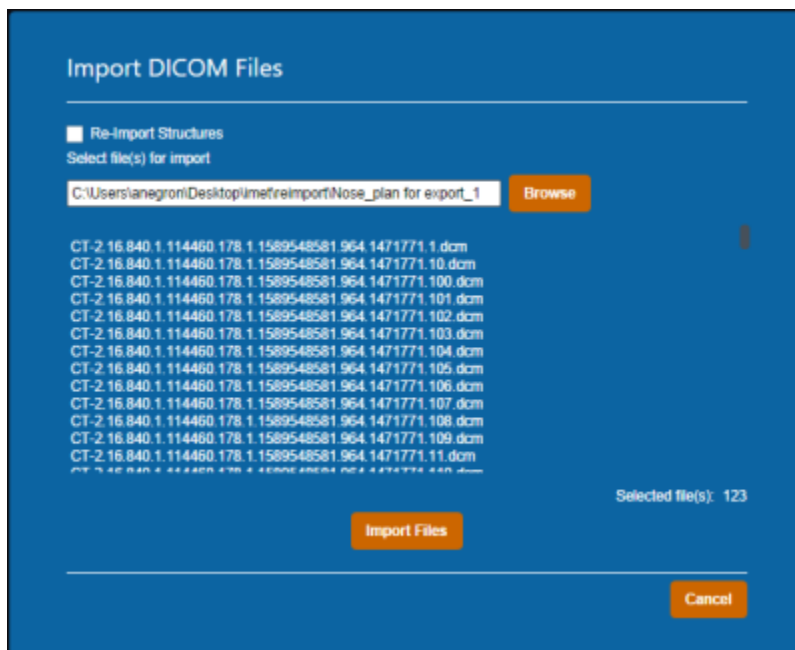 Import DICOM Files
Re-Import Structures
Select file(s) for import
C:\Users\anegron\Desktop\imet\reimport\Nose_plan for export_1
Browse
CT-2.16.840.1.114460.178.1.1589548581.964.1471771.1.dcm
CT-2.16.840.1.114460.178.1.1589548581.964.1471771.10.dcm
CT-2.16.840.1.114460.178.1.1589548581.964.1471771.100.dcm
CT-2.16.840.1.114460.178.1.1589548581.964.1471771.101.dcm
CT-2.16.840.1.114460.178.1.1589548581.964.1471771.102.dcm
CT-2.16.840.1.114460.178.1.1589548581.964.1471771.103.dcm
CT-2.16.840.1.114460.178.1.1589548581.964.1471771.104.dcm
CT-2.16.840.1.114460.178.1.1589548581.964.1471771.105.dcm
CT-2.16.840.1.114460.178.1.1589548581.964.1471771.106.dcm
CT-2.16.840.1.114460.178.1.1589548581.964.1471771.107.dcm
CT-2.16.840.1.114460.178.1.1589548581.964.1471771.108.dcm
CT-2.16.840.1.114460.178.1.1589548581.964.1471771.109.dcm
CT-2.16.840.1.114460.178.1.1589548581.964.1471771.11.dcm
Selected file(s): 123
Import Files
Cancel